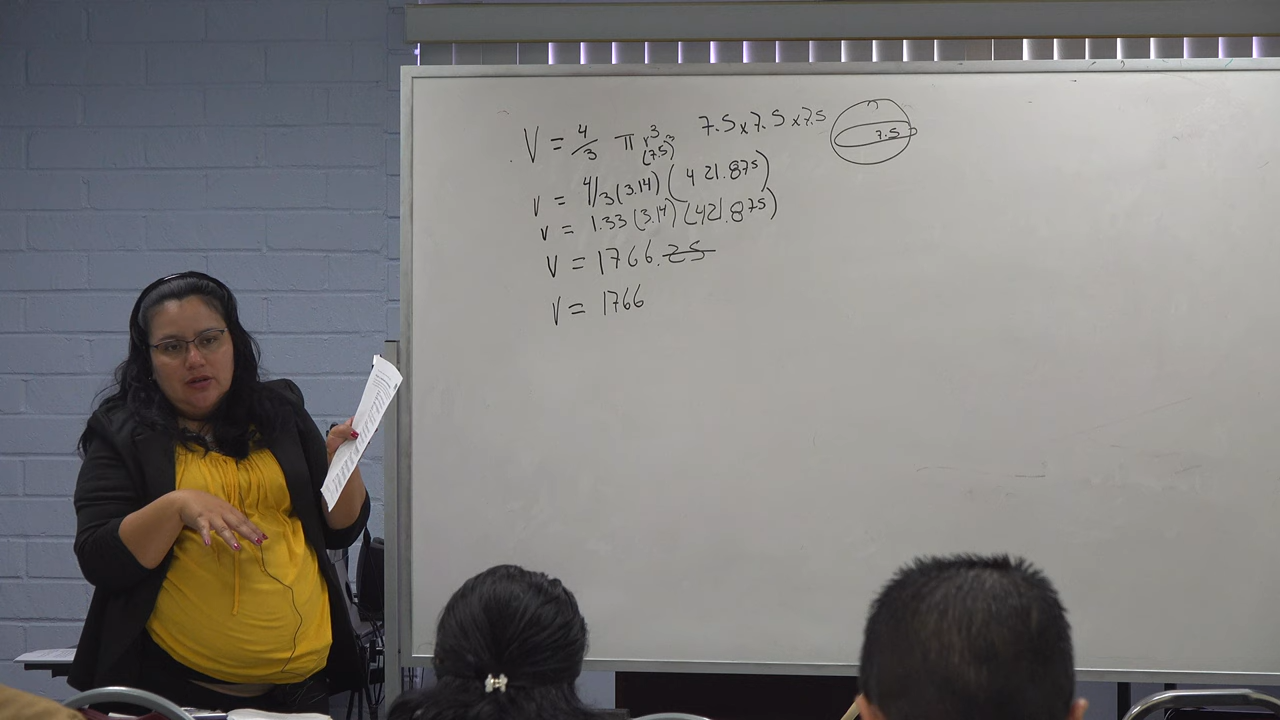 V = 4/3 π r³ 7.5 x 7.5 x 7.5
(7.5)³
7.5
V = 4/3 (3.14) (421.875)
V = 1.33 (3.14) (421.875)
V = 1766.25
V = 1766